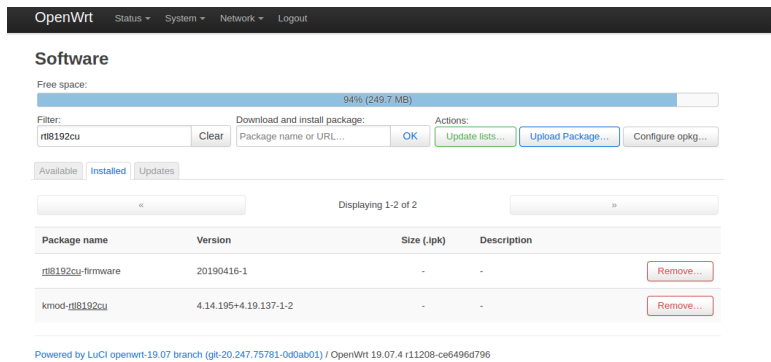 OpenWrt Status System Network Logout
Software
Free space:
94% (249.7 MB)
Filter: Download and install package: Actions:
rtl8192cu Clear Package name or URL... OK Update lists... Upload Package... Configure opkg...
Available Installed Updates
« Displaying 1-2 of 2 »
Package name Version Size (.ipk) Description
rtl8192cu-firmware 20190416-1 - - Remove...
kmod-rtl8192cu 4.14.195+4.19.137-1-2 - - Remove...
Powered by LuCI openwrt-19.07 branch (git-20.247.75781-0d0ab01) / OpenWrt 19.07.4 r11208-ce6496d796